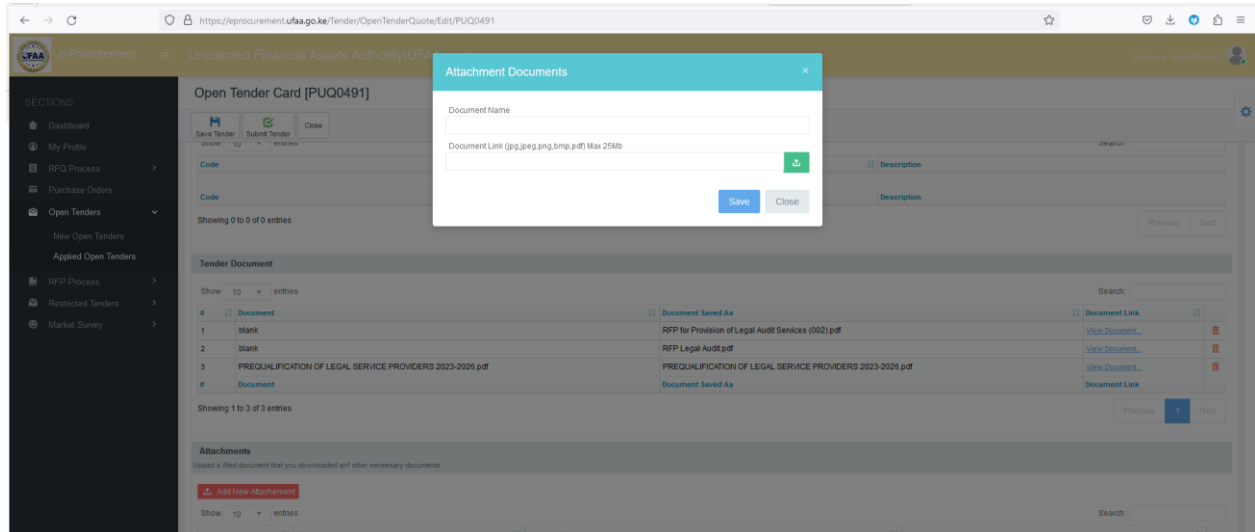 https://eprocurement.ufaa.go.ke/Tender/OpenTenderQuote/Edit/PUQ0491
UFAA e-Procurement Unclaimed Financial Assets Authority(UFAA
Attachment Documents ×
SECTIONS
Open Tender Card [PUQ0491]
Document Name
Dashboard
Save Tender Submit Tender Close
My Profile
Show 10 entries Search:
Document Link (jpg,jpeg,png,bmp,pdf) Max 25Mb
RFQ Process
Code Description
Purchase Orders
Code Description
Save Close
Open Tenders
Showing 0 to 0 of 0 entries Previous Next
New Open Tenders
Applied Open Tenders
Tender Document
RFP Process
Show 10 entries Search:
Restricted Tenders
# Document Document Saved As Document Link
Market Survey
1 blank RFP for Provision of Legal Audit Services (002).pdf View Document...
2 blank RFP Legal Audit.pdf View Document...
3 PREQUALIFICATION OF LEGAL SERVICE PROVIDERS 2023-2026.pdf PREQUALIFICATION OF LEGAL SERVICE PROVIDERS 2023-2026.pdf View Document...
# Document Document Saved As Document Link
Showing 1 to 3 of 3 entries Previous 1 Next
Attachments
Upload a filled document that you downloaded anf other necessary documents
Add New Attachement
Show 10 entries Search: